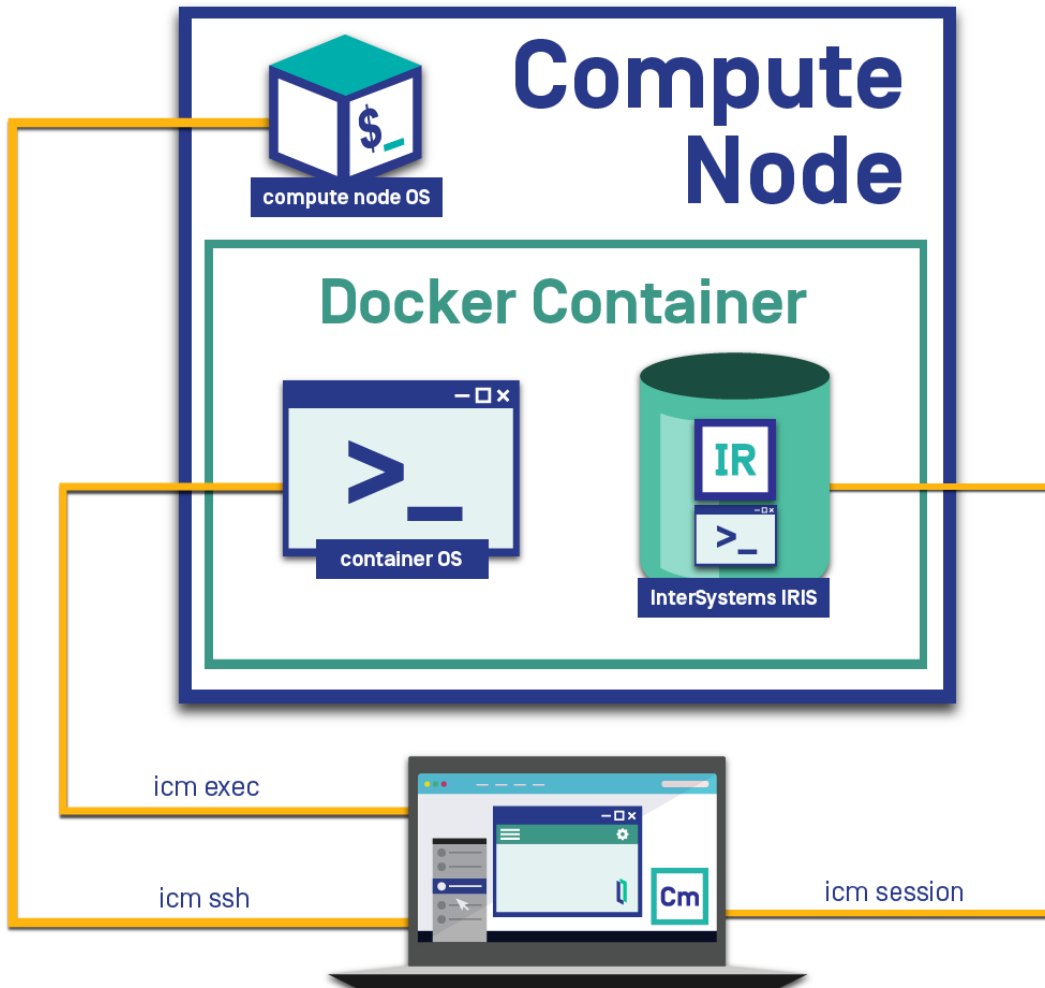 Compute
Node
$_
compute node OS
Docker Container
>_
container OS
IR
>_
InterSystems IRIS
icm exec
icm ssh
icm session
Cm